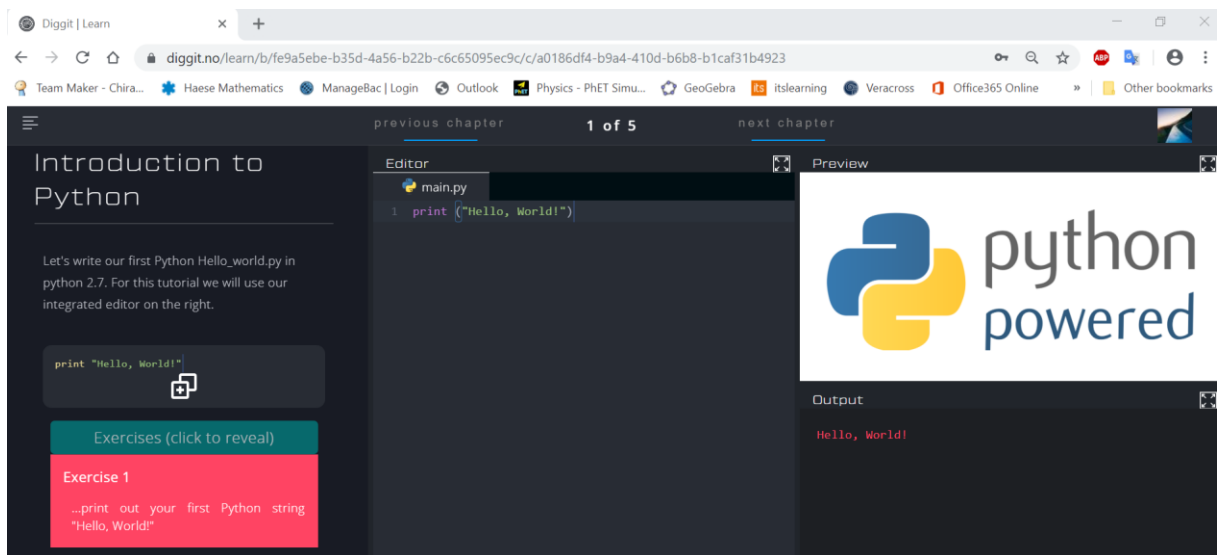 Diggit | Learn
diggit.no/learn/b/fe9a5ebe-b35d-4a56-b22b-c6c65095ec9c/c/a0186df4-b9a4-410d-b6b8-b1caf31b4923
ABP
Team Maker - Chira...
Haese Mathematics
ManageBac | Login
Outlook
PhET
Physics - PhET Simu...
GeoGebra
its
itslearning
Veracross
Office365 Online
»
Other bookmarks
previous chapter
1 of 5
next chapter
Introduction to
Python
Let's write our first Python Hello_world.py in
python 2.7. For this tutorial we will use our
integrated editor on the right.
print "Hello, World!"
Exercises (click to reveal)
Exercise 1
...print out your first Python string
"Hello, World!"
Editor
main.py
1 print ("Hello, World!")
Preview
python
powered
Output
Hello, World!